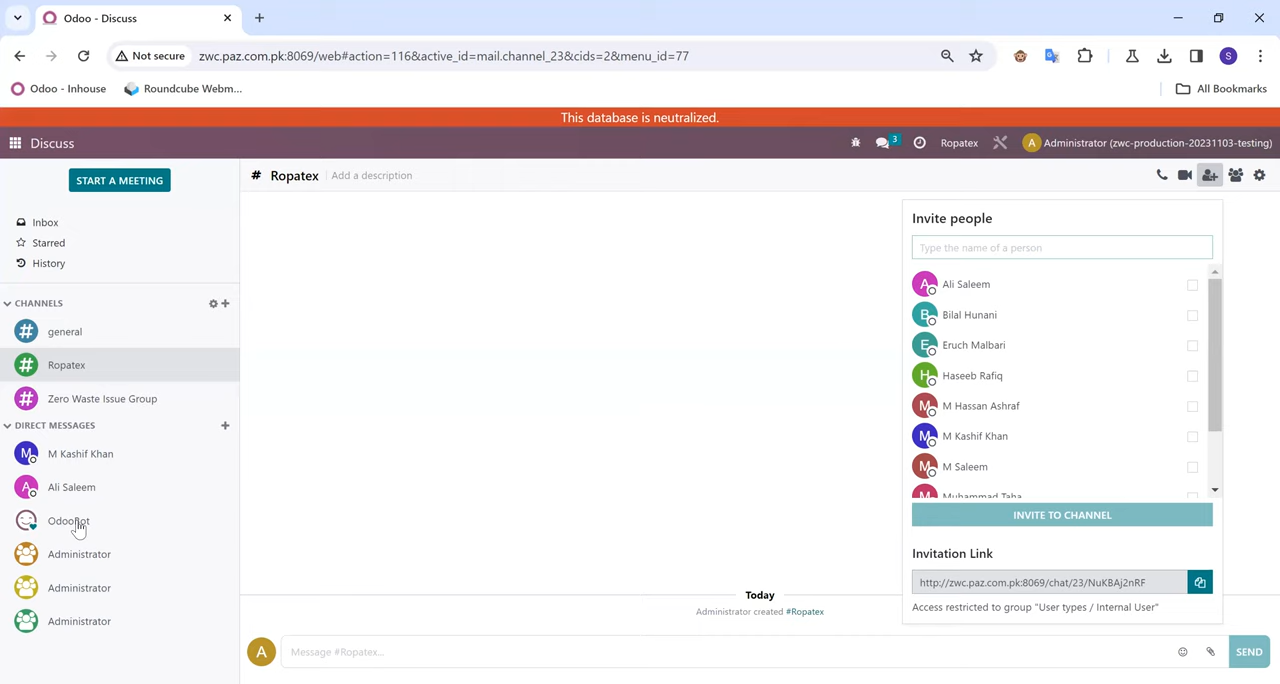 Odoo - Discuss
Not secure
zwc.paz.com.pk:8069/web#action=116&active_id=mail.channel_23&cids=2&menu_id=77
S
Odoo - Inhouse
Roundcube Webm...
All Bookmarks
This database is neutralized.
Discuss
3
Ropatex
A
Administrator (zwc-production-20231103-testing)
START A MEETING
# Ropatex
Add a description
Inbox
Starred
History
CHANNELS
# general
# Ropatex
# Zero Waste Issue Group
DIRECT MESSAGES
M M Kashif Khan
A Ali Saleem
OdooBot
Administrator
Administrator
Administrator
Invite people
Type the name of a person
A Ali Saleem
B Bilal Hunani
E Eruch Malbari
H Haseeb Rafiq
M M Hassan Ashraf
M M Kashif Khan
M M Saleem
M Muhammad Taha
INVITE TO CHANNEL
Invitation Link
http://zwc.paz.com.pk:8069/chat/23/NuKBAj2nRF
Access restricted to group "User types / Internal User"
Today
Administrator created #Ropatex
A
Message #Ropatex...
SEND